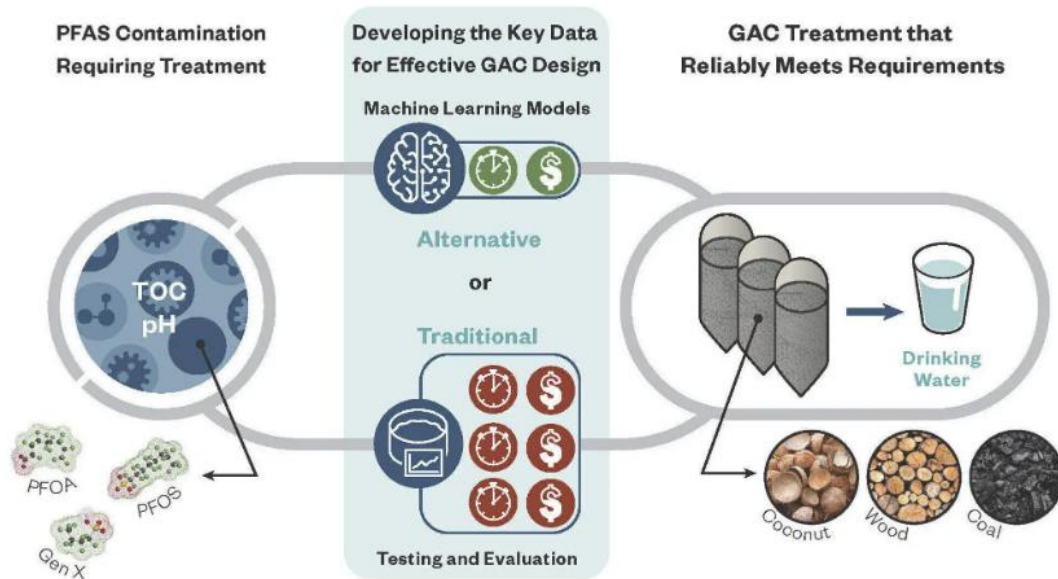 PFAS Contamination
Requiring Treatment
Developing the Key Data
for Effective GAC Design
GAC Treatment that
Reliably Meets Requirements
Machine Learning Models
$
Alternative
or
Traditional
TOC
pH
$
$
$
Testing and Evaluation
Drinking
Water
PFOA
PFOS
Gen X
Coconut
Wood
Coal